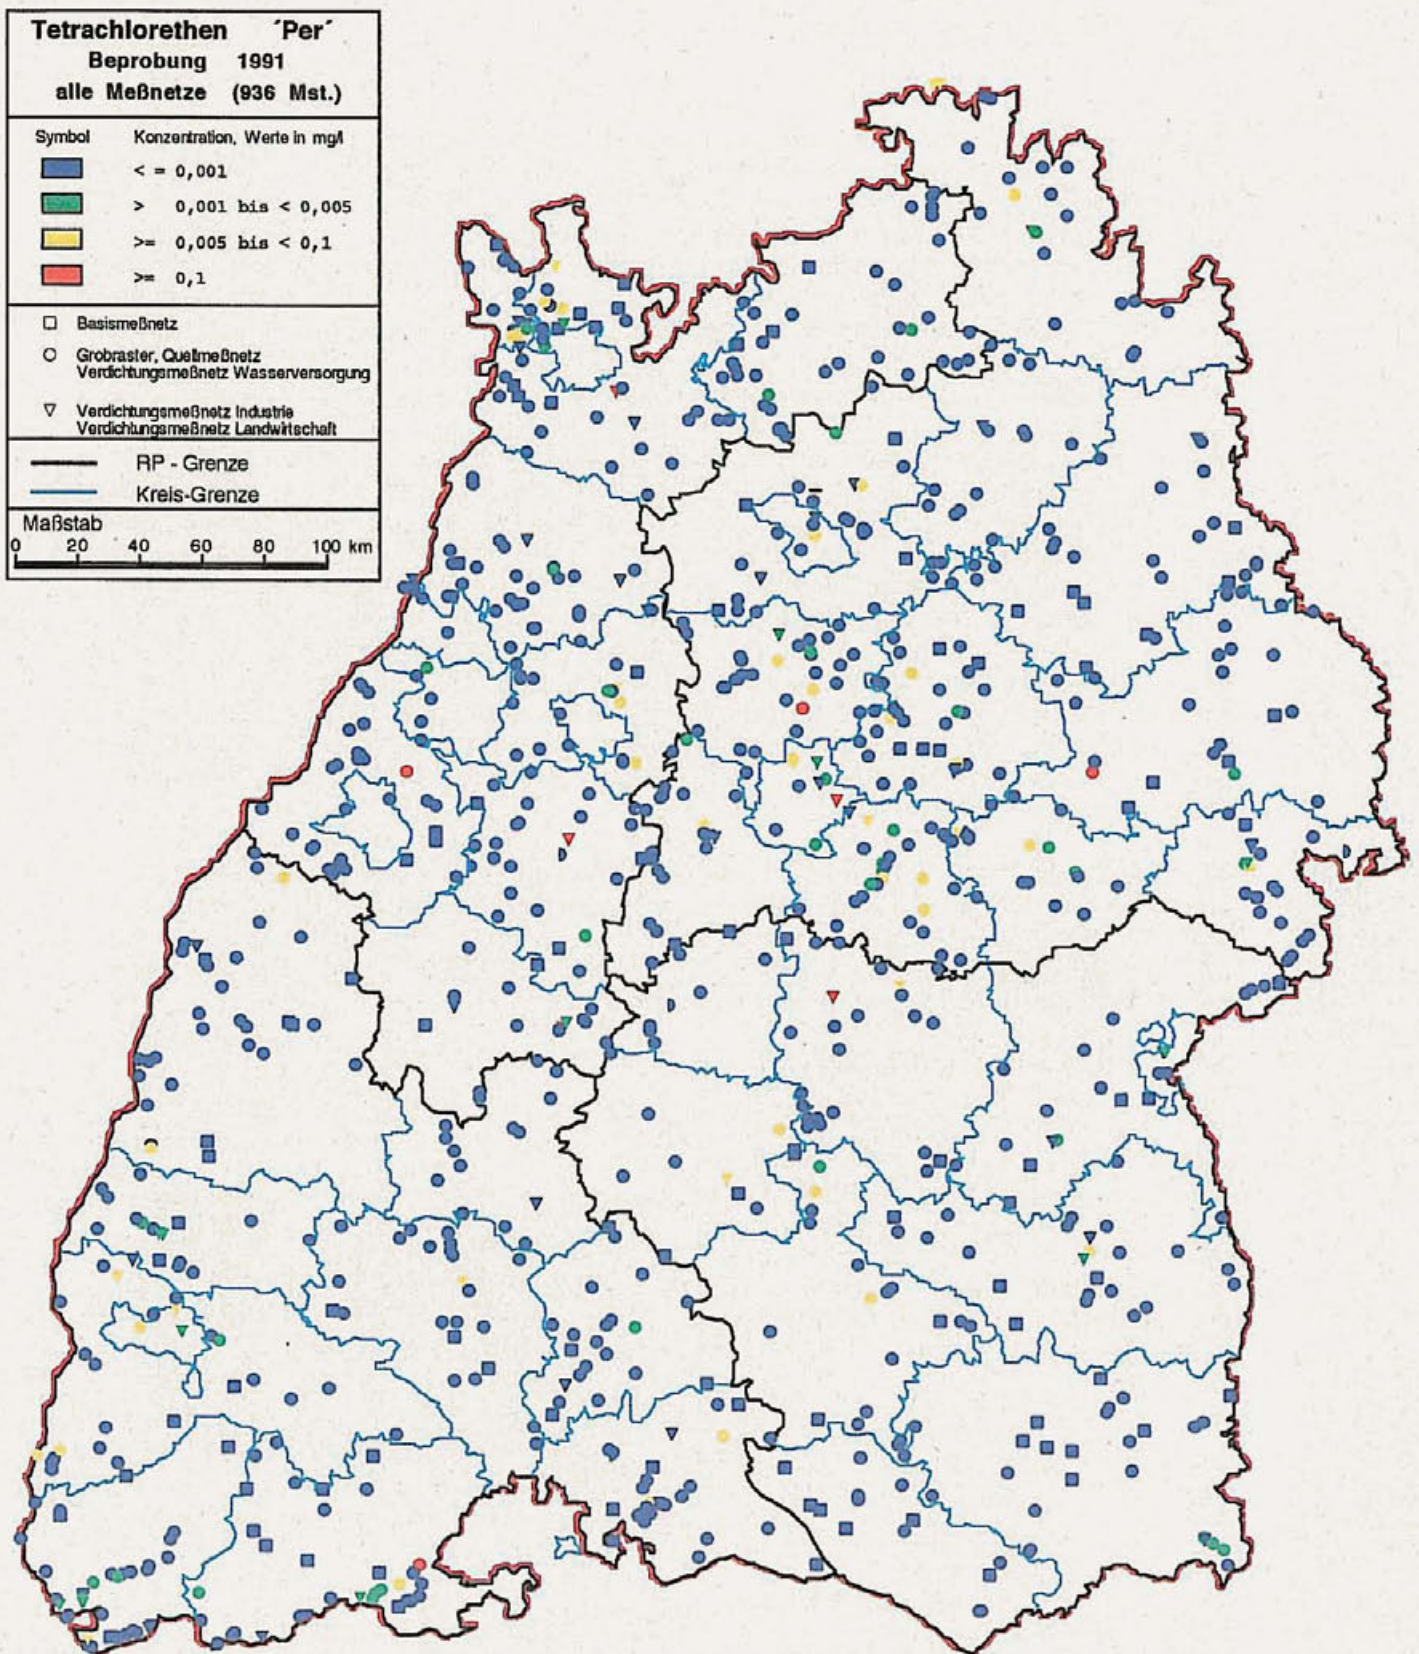 Tetrachlorethen ´Per´
Beprobung 1991
alle Meßnetze (936 Mst.)
Symbol Konzentration, Werte in mg/l
< = 0,001
> 0,001 bis < 0,005
>= 0,005 bis < 0,1
>= 0,1
Basismeßnetz
Grobraster, Quellmeßnetz
Verdichtungsmeßnetz Wasserversorgung
Verdichtungsmeßnetz Industrie
Verdichtungsmeßnetz Landwirtschaft
RP - Grenze
Kreis-Grenze
Maßstab
0 20 40 60 80 100 km